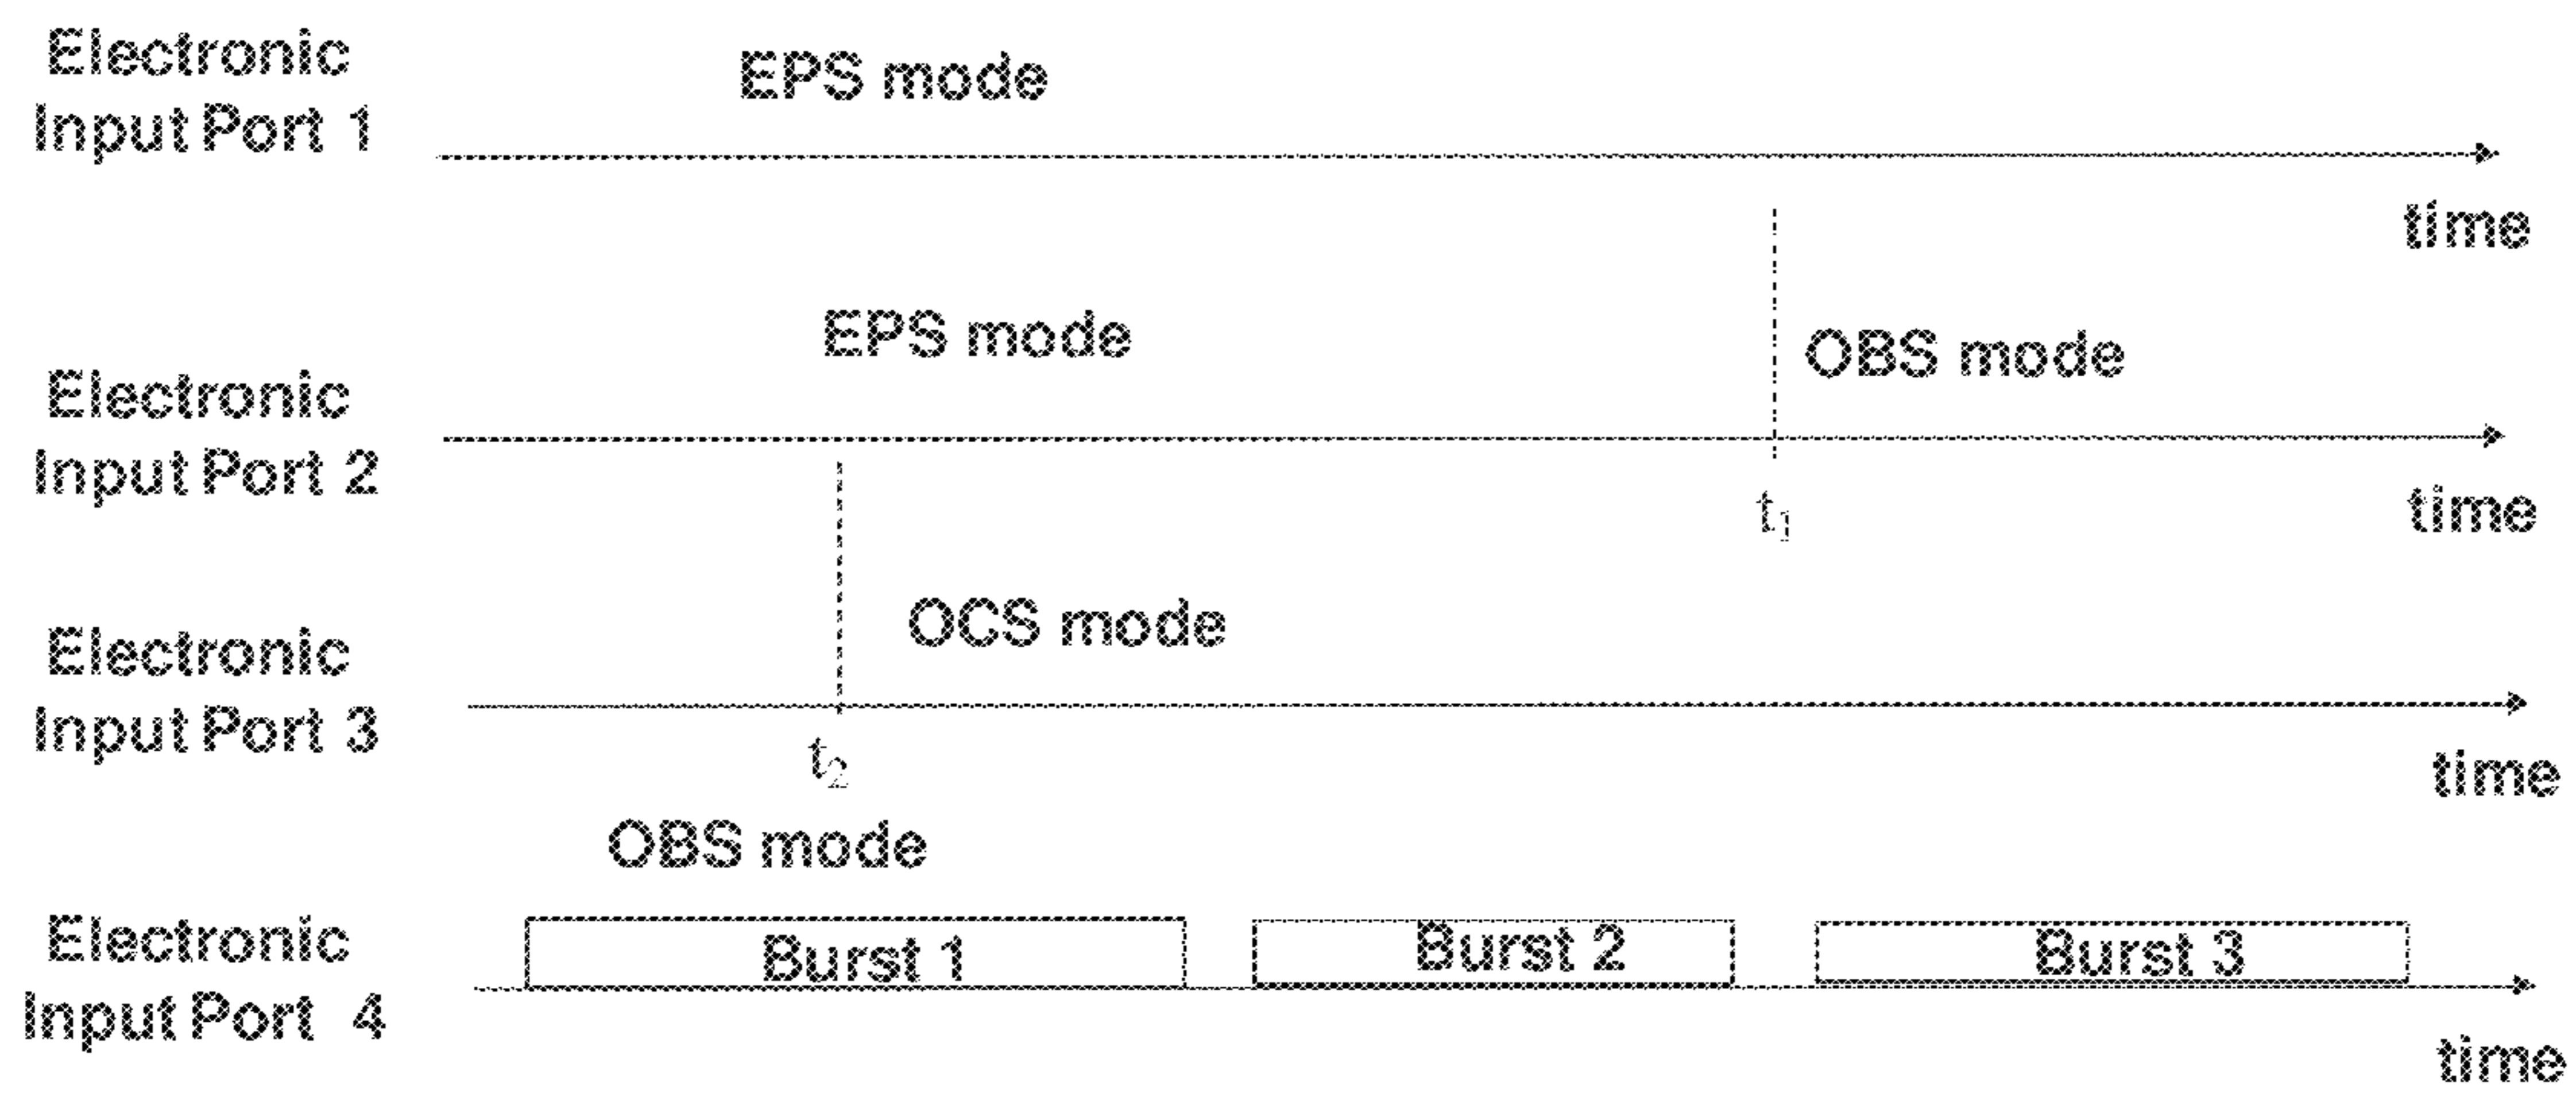 Electronic
Input Port 1
EPS mode
time
Electronic
Input Port 2
EPS mode
OBS mode
t₁
time
Electronic
Input Port 3
OCS mode
t₂
time
OBS mode
Electronic
Input Port 4
Burst 1
Burst 2
Burst 3
time